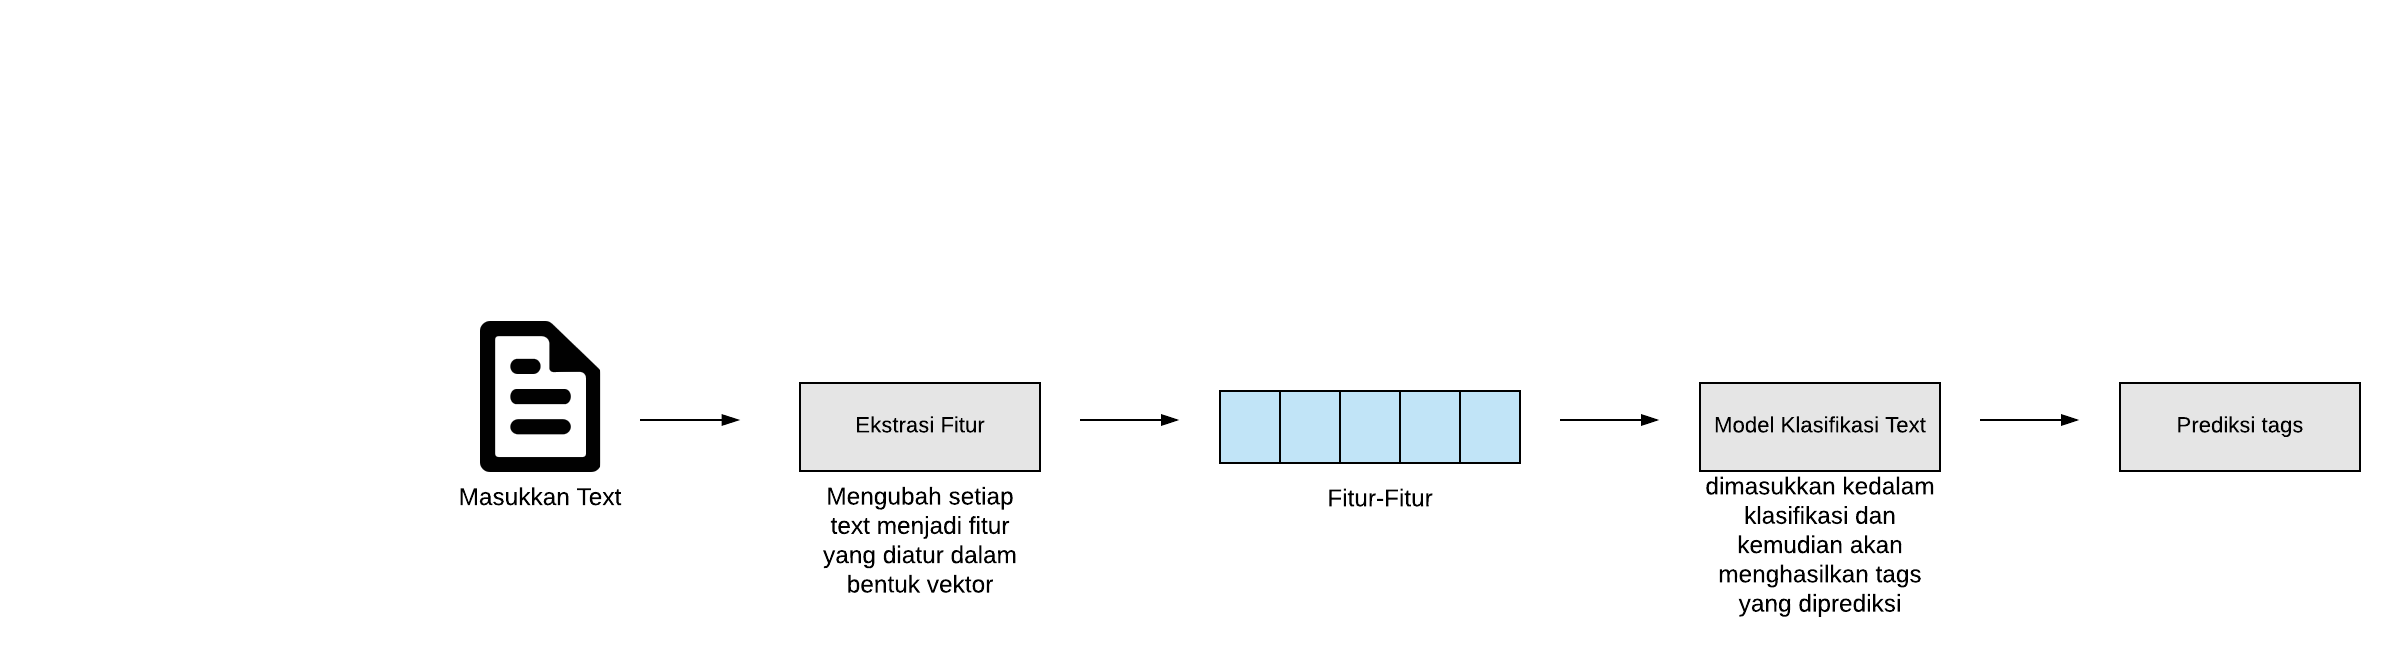 Masukkan Text
Ekstrasi Fitur
Mengubah setiap
text menjadi fitur
yang diatur dalam
bentuk vektor
Fitur-Fitur
Model Klasifikasi Text
dimasukkan kedalam
klasifikasi dan
kemudian akan
menghasilkan tags
yang diprediksi
Prediksi tags